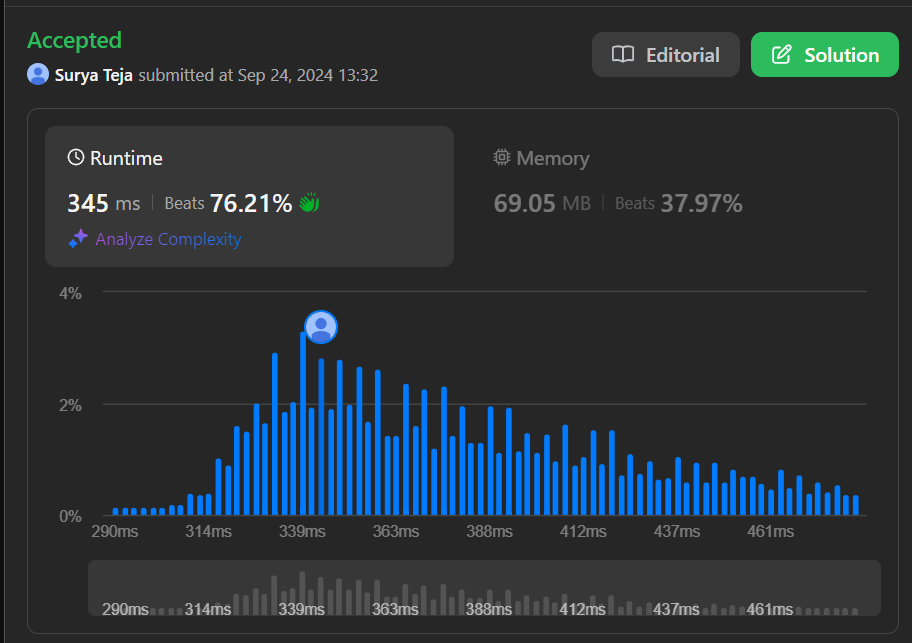 Accepted
Surya Teja submitted at Sep 24, 2024 13:32
Editorial
Solution
Runtime
345 ms | Beats 76.21%
Analyze Complexity
Memory
69.05 MB | Beats 37.97%
4%
2%
0%
290ms 314ms 339ms 363ms 388ms 412ms 437ms 461ms
290ms 314ms 339ms 363ms 388ms 412ms 437ms 461ms